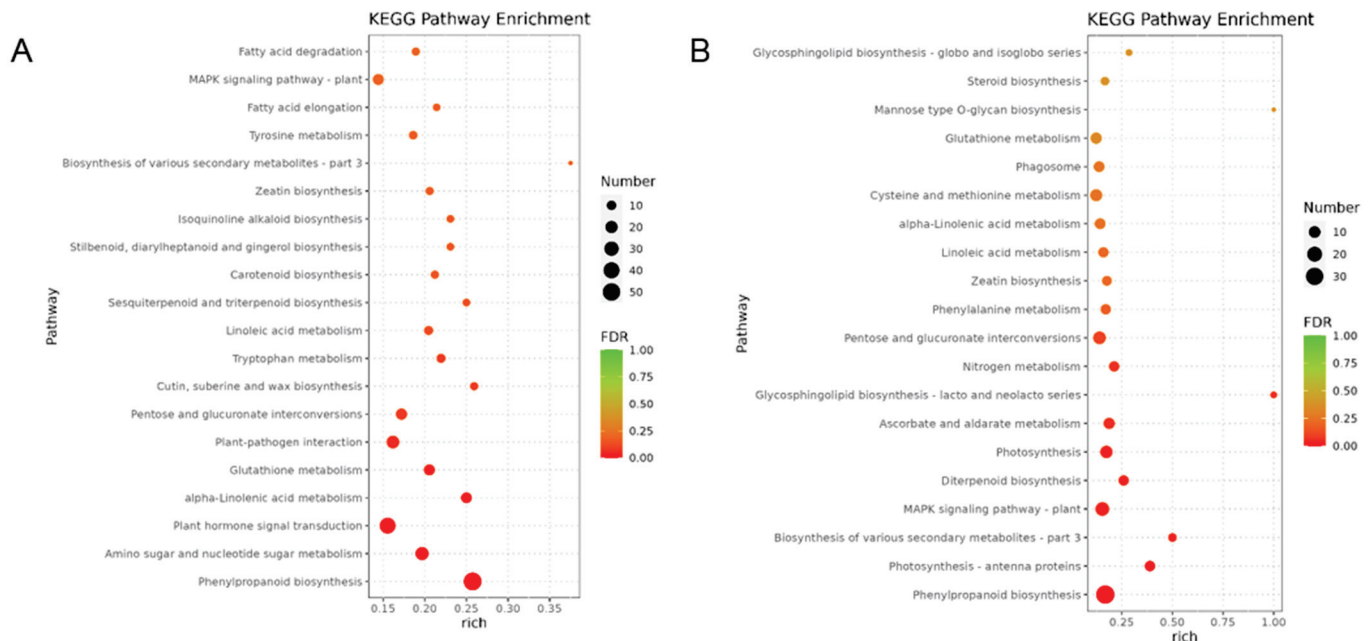 A
KEGG Pathway Enrichment
Pathway
Fatty acid degradation
MAPK signaling pathway - plant
Fatty acid elongation
Tyrosine metabolism
Biosynthesis of various secondary metabolites - part 3
Zeatin biosynthesis
Isoquinoline alkaloid biosynthesis
Stilbenoid, diarylheptanoid and gingerol biosynthesis
Carotenoid biosynthesis
Sesquiterpenoid and triterpenoid biosynthesis
Linoleic acid metabolism
Tryptophan metabolism
Cutin, suberine and wax biosynthesis
Pentose and glucuronate interconversions
Plant-pathogen interaction
Glutathione metabolism
alpha-Linolenic acid metabolism
Plant hormone signal transduction
Amino sugar and nucleotide sugar metabolism
Phenylpropanoid biosynthesis
0.15 0.20 0.25 0.30 0.35
rich
Number
10
20
30
40
50
FDR
1.00
0.75
0.50
0.25
0.00
B
KEGG Pathway Enrichment
Pathway
Glycosphingolipid biosynthesis - globo and isoglobo series
Steroid biosynthesis
Mannose type O-glycan biosynthesis
Glutathione metabolism
Phagosome
Cysteine and methionine metabolism
alpha-Linolenic acid metabolism
Linoleic acid metabolism
Zeatin biosynthesis
Phenylalanine metabolism
Pentose and glucuronate interconversions
Nitrogen metabolism
Glycosphingolipid biosynthesis - lacto and neolacto series
Ascorbate and aldarate metabolism
Photosynthesis
Diterpenoid biosynthesis
MAPK signaling pathway - plant
Biosynthesis of various secondary metabolites - part 3
Photosynthesis - antenna proteins
Phenylpropanoid biosynthesis
0.25 0.50 0.75 1.00
rich
Number
10
20
30
FDR
1.00
0.75
0.50
0.25
0.00